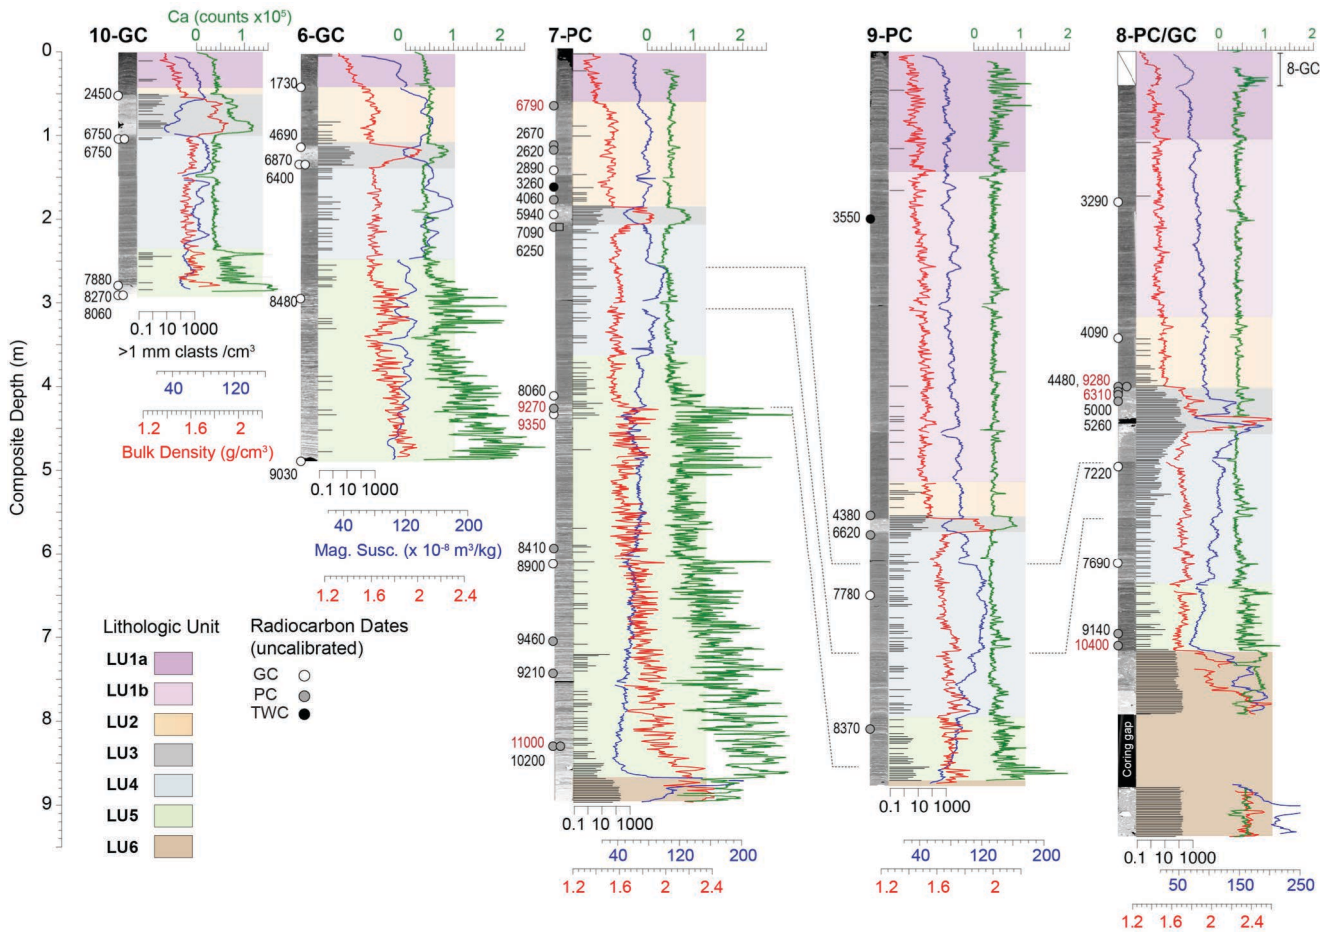 Ca (counts x10⁵)
10-GC
0 1
6-GC
0 1 2
7-PC
0 1 2
9-PC
0 1 2
8-PC/GC
0 1 2
8-GC
Composite Depth (m)
0
1
2
3
4
5
6
7
8
9
2450
6750
6750
7880
8270
8060
0.1 10 1000
>1 mm clasts /cm³
40 120
1.2 1.6 2
Bulk Density (g/cm³)
1730
4690
6870
6400
8480
9030
0.1 10 1000
40 120 200
Mag. Susc. (x 10⁻⁸ m³/kg)
1.2 1.6 2 2.4
6790
2670
2620
2890
3260
4060
5940
7090
6250
8060
9270
9350
8410
8900
9460
9210
11000
10200
0.1 10 1000
40 120 200
1.2 1.6 2 2.4
3550
4380
6620
7780
8370
0.1 10 1000
40 120 200
1.2 1.6 2
3290
4090
4480, 9280
6310
5000
5260
7220
7690
9140
10400
Coring gap
0.1 10 1000
50 150 250
1.2 1.6 2 2.4
Lithologic Unit
LU1a
LU1b
LU2
LU3
LU4
LU5
LU6
Radiocarbon Dates
(uncalibrated)
GC
PC
TWC